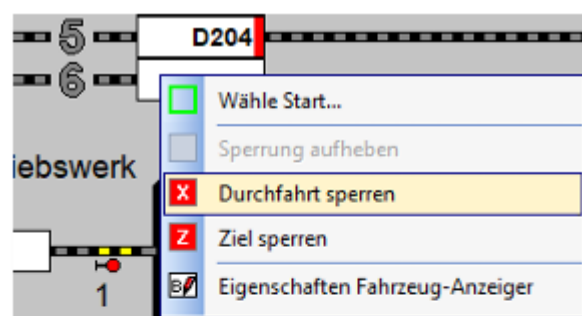 5
D204
6
Wähle Start...
Sperrung aufheben
iebswerk
X Durchfahrt sperren
Z Ziel sperren
1
B Eigenschaften Fahrzeug-Anzeiger